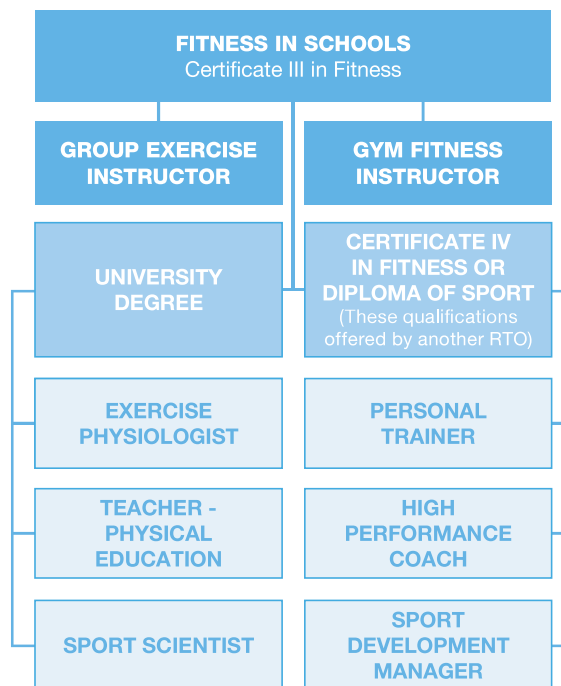 FITNESS IN SCHOOLS
Certificate III in Fitness
GROUP EXERCISE
INSTRUCTOR
GYM FITNESS
INSTRUCTOR
UNIVERSITY
DEGREE
CERTIFICATE IV
IN FITNESS OR
DIPLOMA OF SPORT
(These qualifications
offered by another RTO)
EXERCISE
PHYSIOLOGIST
PERSONAL
TRAINER
TEACHER -
PHYSICAL
EDUCATION
HIGH
PERFORMANCE
COACH
SPORT SCIENTIST
SPORT
DEVELOPMENT
MANAGER